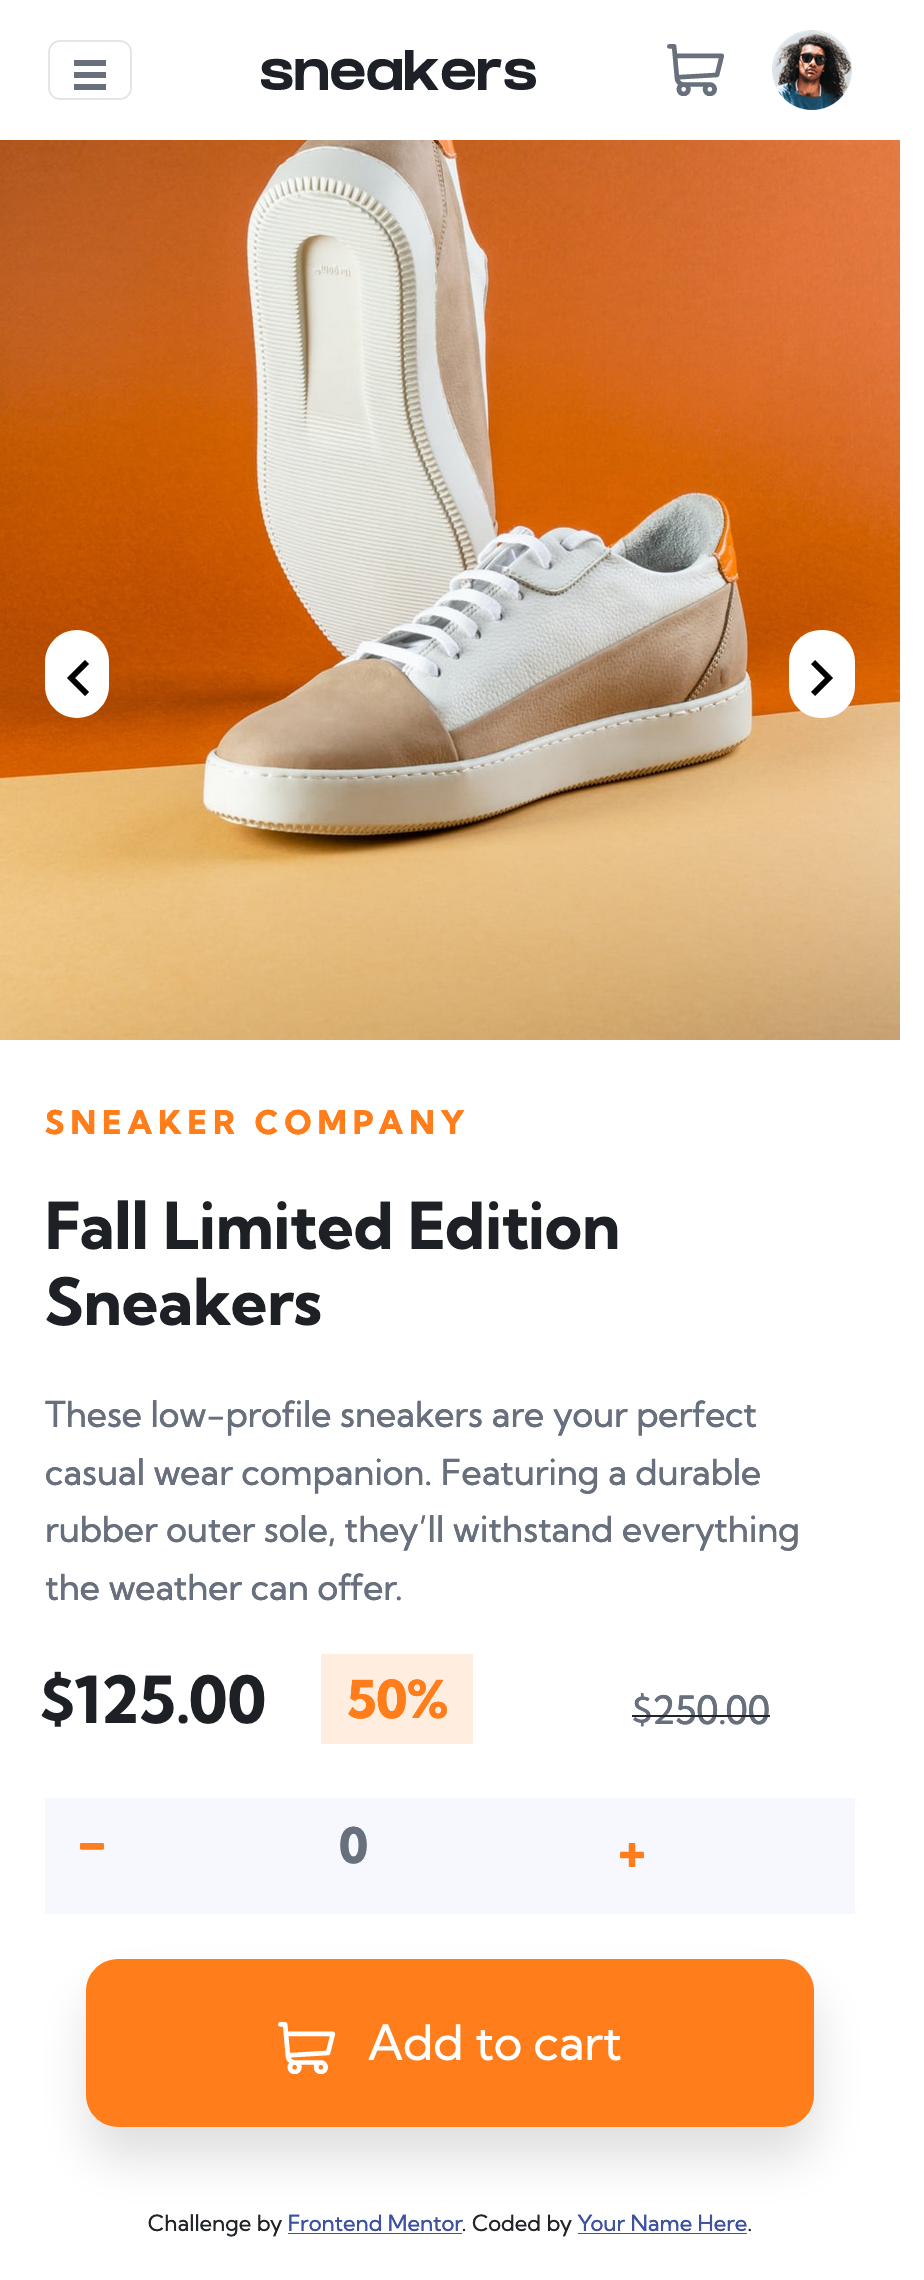 sneakers
SNEAKER COMPANY
Fall Limited Edition
Sneakers
These low-profile sneakers are your perfect
casual wear companion. Featuring a durable
rubber outer sole, they’ll withstand everything
the weather can offer.
$125.00 50% $250.00
− 0 +
Add to cart
Challenge by Frontend Mentor. Coded by Your Name Here.